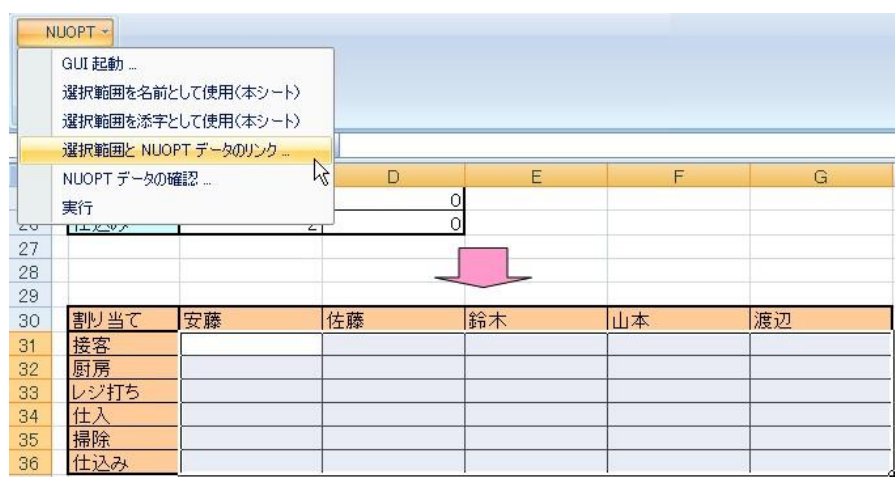 NUOPT
GUI 起動 ...
選択範囲を名前として使用(本シート)
選択範囲を添字として使用(本シート)
選択範囲と NUOPT データのリンク ...
NUOPT データの確認 ...
実行
D E F G
0
26 仕込み 2 0
27
28
29
30 割り当て 安藤 佐藤 鈴木 山本 渡辺
31 接客
32 厨房
33 レジ打ち
34 仕入
35 掃除
36 仕込み